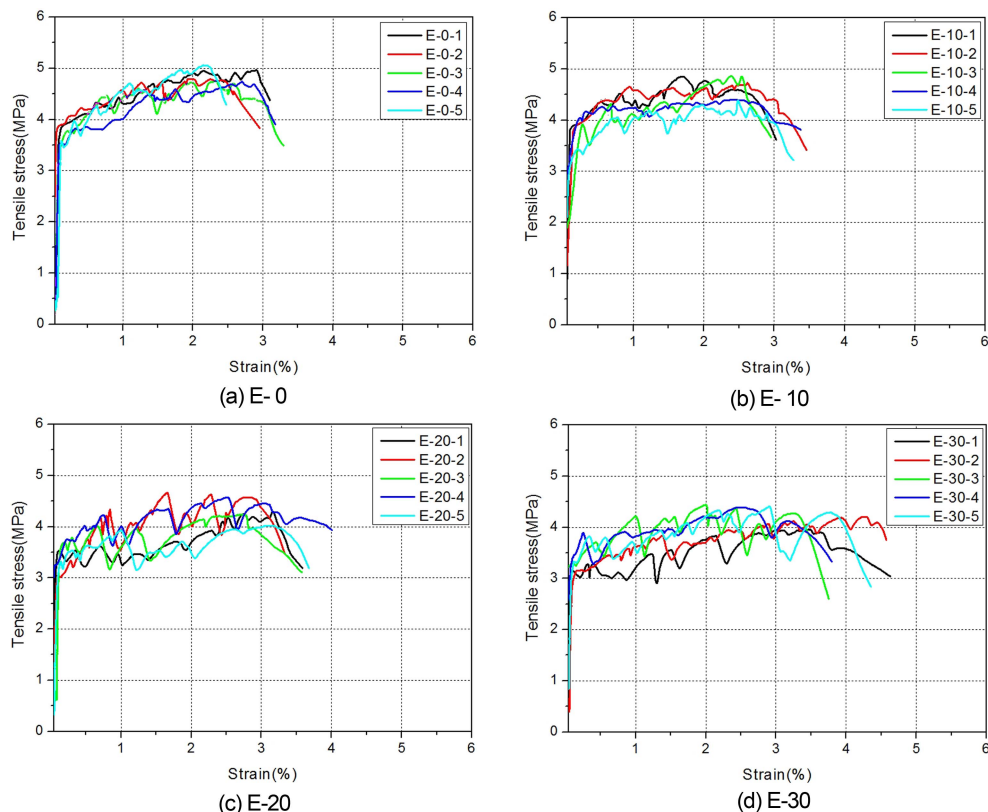 6
5
4
3
2
1
0
Tensile stress(MPa)
E-0-1
E-0-2
E-0-3
E-0-4
E-0-5
1 2 3 4 5 6
Strain(%)
(a) E- 0
6
5
4
3
2
1
0
Tensile stress(MPa)
E-10-1
E-10-2
E-10-3
E-10-4
E-10-5
1 2 3 4 5 6
Strain(%)
(b) E- 10
6
5
4
3
2
1
0
Tensile stress(MPa)
E-20-1
E-20-2
E-20-3
E-20-4
E-20-5
1 2 3 4 5 6
Strain(%)
(c) E-20
6
5
4
3
2
1
0
Tensile stress(MPa)
E-30-1
E-30-2
E-30-3
E-30-4
E-30-5
1 2 3 4 5 6
Strain(%)
(d) E-30